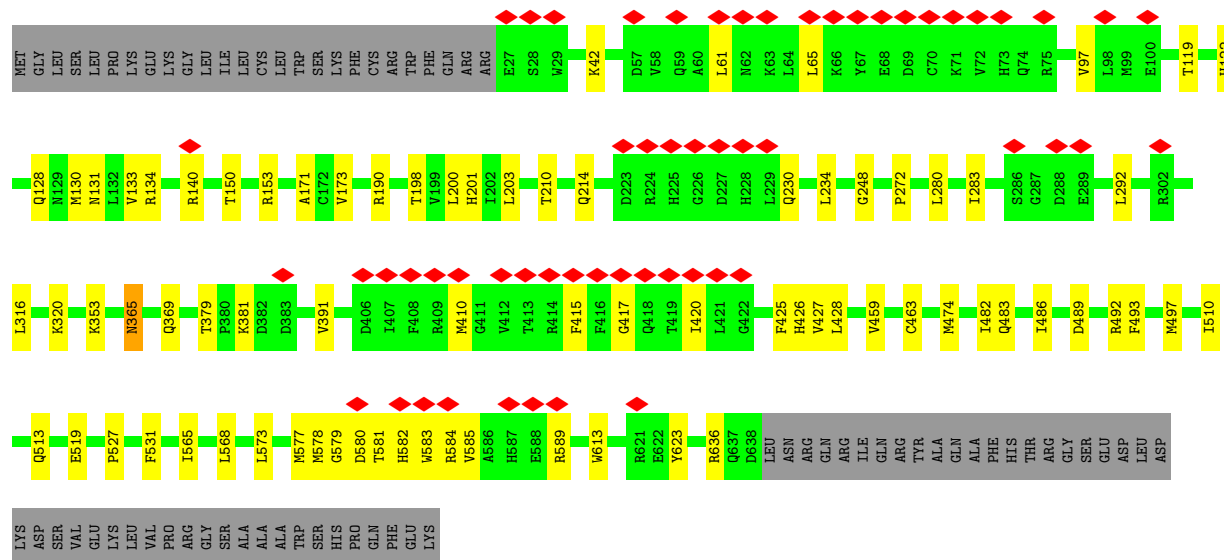 MET GLY LEU SER LEU PRO LYS GLU LYS GLY LEU ILE LEU CYS LEU TRP SER LYS PHE CYS ARG TRP PHE GLN ARG ARG E27 S28 W29 K42 D57 V58 Q59 A60 L61 N62 K63 L64 L65 K66 Y67 E68 D69 C70 K71 V72 H73 Q74 R75 V97 L98 M99 E100 T119
Q128 N129 M130 N131 L132 V133 R134 R140 T150 R153 A171 C172 V173 R190 T198 V199 L200 H201 I202 L203 T210 Q214 D223 R224 H225 G226 D227 H228 L229 Q230 L234 G248 P272 L280 I283 S286 G287 D288 E289 L292 R302
L316 K320 K353 N365 Q369 T379 P380 K381 D382 D383 V391 D406 I407 F408 R409 M410 G411 V412 T413 R414 F415 F416 G417 Q418 T419 I420 L421 G422 F425 H426 V427 L428 V459 C463 M474 I482 Q483 I486 D489 R492 F493 M497 I510
Q513 E519 P527 F531 I565 L568 L573 M577 M578 G579 D580 T581 H582 W583 R584 V585 A586 H587 E588 R589 W613 R621 E622 Y623 R636 Q637 D638 LEU ASN ARG GLN ARG ILE GLN ARG TYR ALA GLN ALA PHE HIS THR ARG GLY SER GLU ASP LEU ASP
LYS ASP SER VAL GLU LYS LEU VAL PRO ARG GLY SER ALA ALA ALA TRP SER HIS PRO GLN PHE GLU LYS